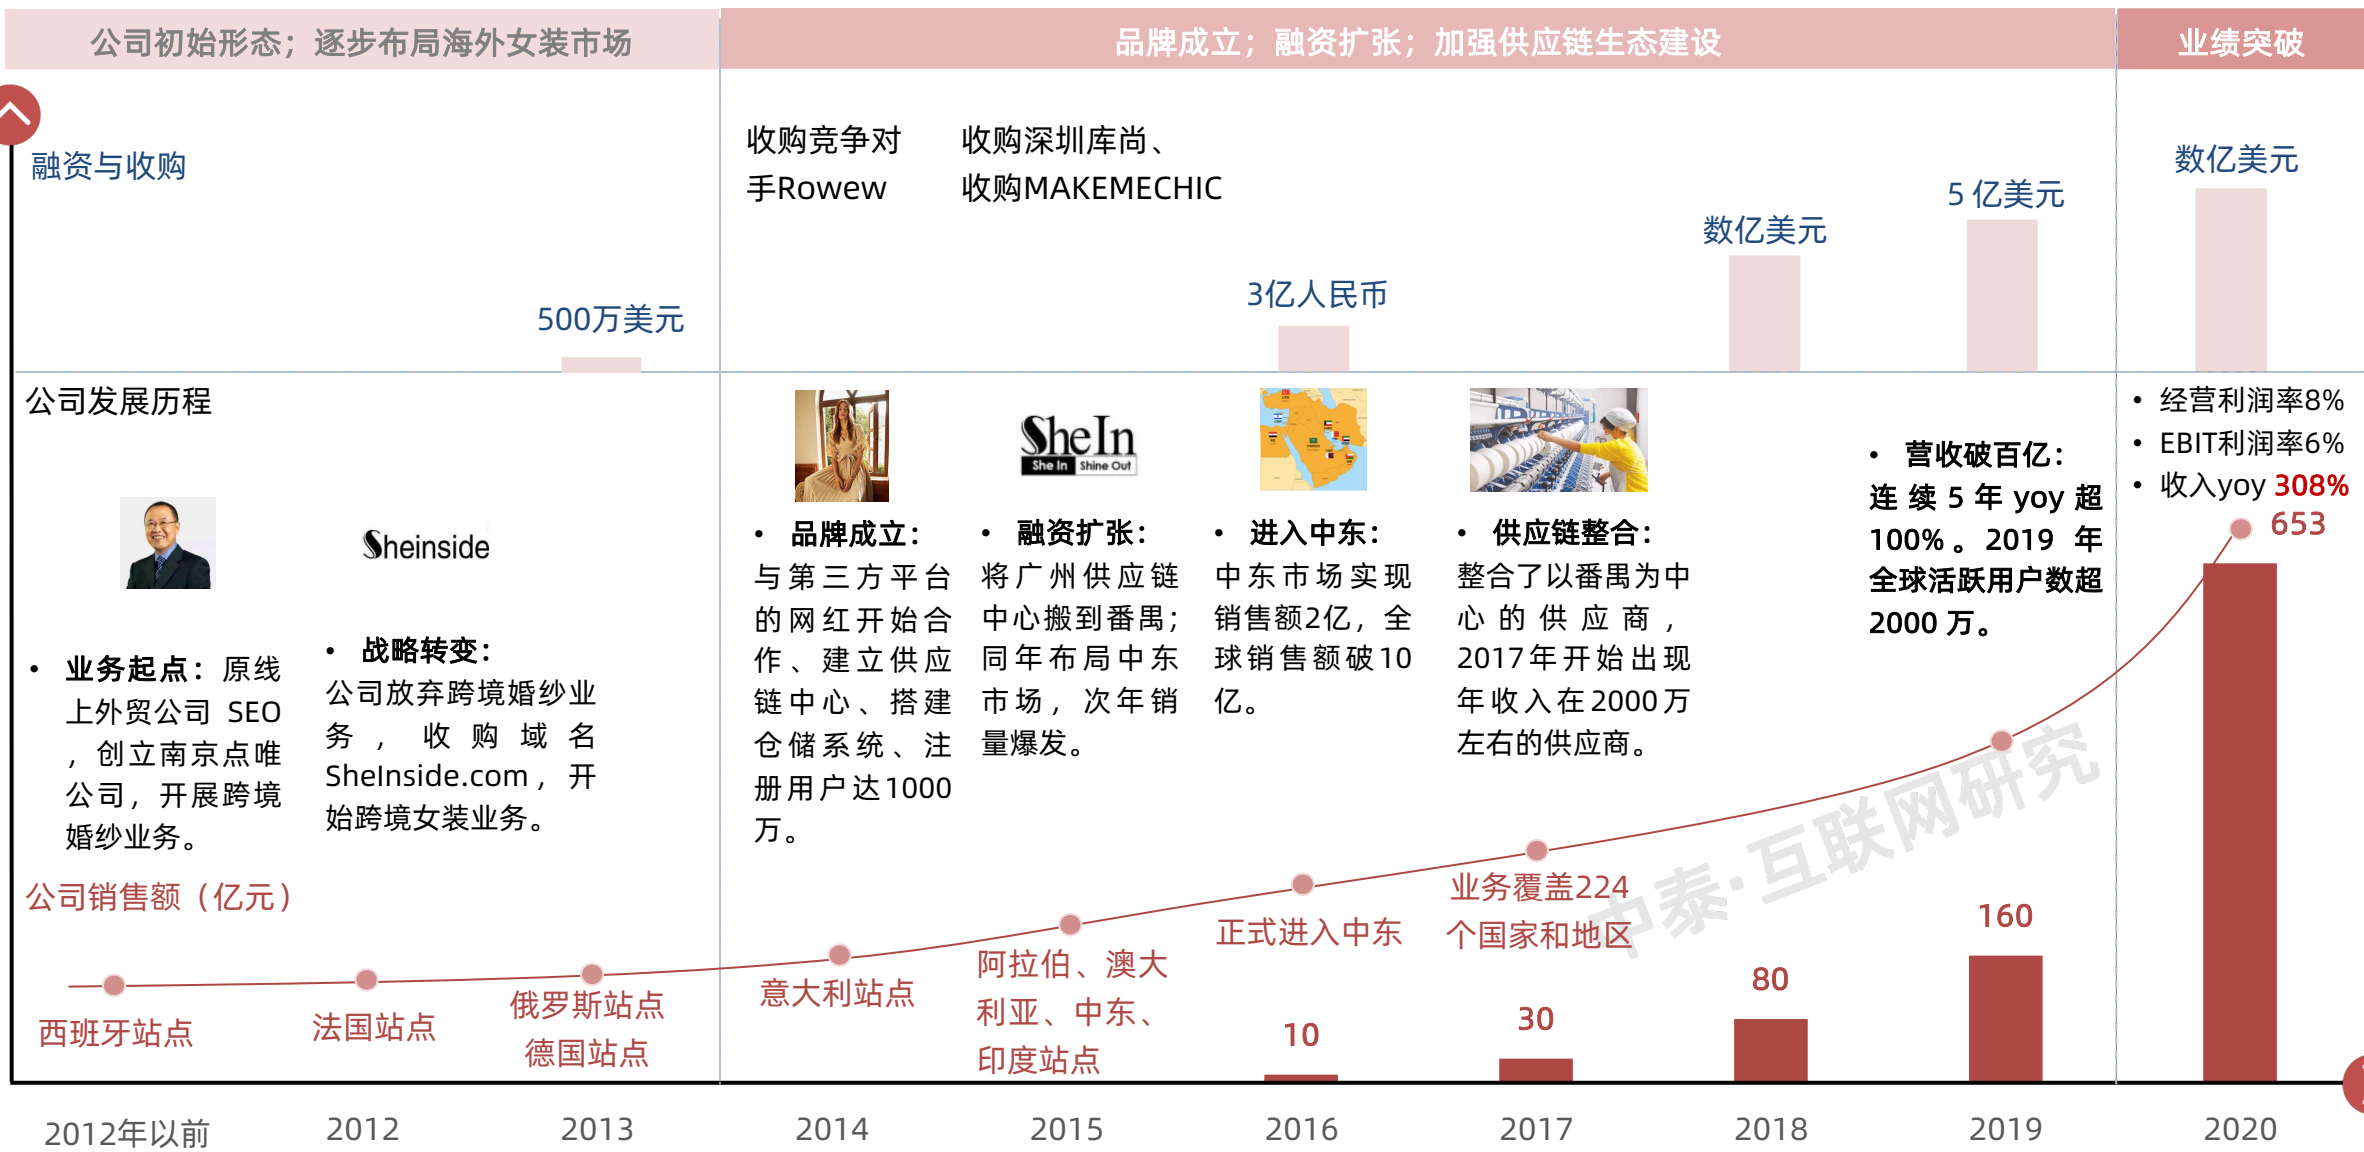 公司初始形态；逐步布局海外女装市场
品牌成立；融资扩张；加强供应链生态建设
业绩突破
融资与收购
500万美元
收购竞争对
手Rowew
收购深圳库尚、
收购MAKEMECHIC
3亿人民币
数亿美元
5 亿美元
数亿美元
公司发展历程
• 业务起点：原线
上外贸公司 SEO
，创立南京点唯
公司，开展跨境
婚纱业务。
Sheinside
• 战略转变：
公司放弃跨境婚纱业
务，收购域名
SheInside.com，开
始跨境女装业务。
• 品牌成立：
与第三方平台
的网红开始合
作、建立供应
链中心、搭建
仓储系统、注
册用户达1000
万。
SheIn
She In Shine Out
• 融资扩张：
将广州供应链
中心搬到番禺；
同年布局中东
市场，次年销
量爆发。
• 进入中东：
中东市场实现
销售额2亿，全
球销售额破10
亿。
• 供应链整合：
整合了以番禺为中
心的供应商，
2017年开始出现
年收入在2000万
左右的供应商。
• 营收破百亿：
连续5年yoy超
100%。2019 年
全球活跃用户数超
2000 万。
• 经营利润率8%
• EBIT利润率6%
• 收入yoy 308%
653
公司销售额（亿元）
西班牙站点
法国站点
俄罗斯站点
德国站点
意大利站点
阿拉伯、澳大
利亚、中东、
印度站点
正式进入中东
10
业务覆盖224
个国家和地区
30
80
160
中泰·互联网研究
2012年以前
2012
2013
2014
2015
2016
2017
2018
2019
2020